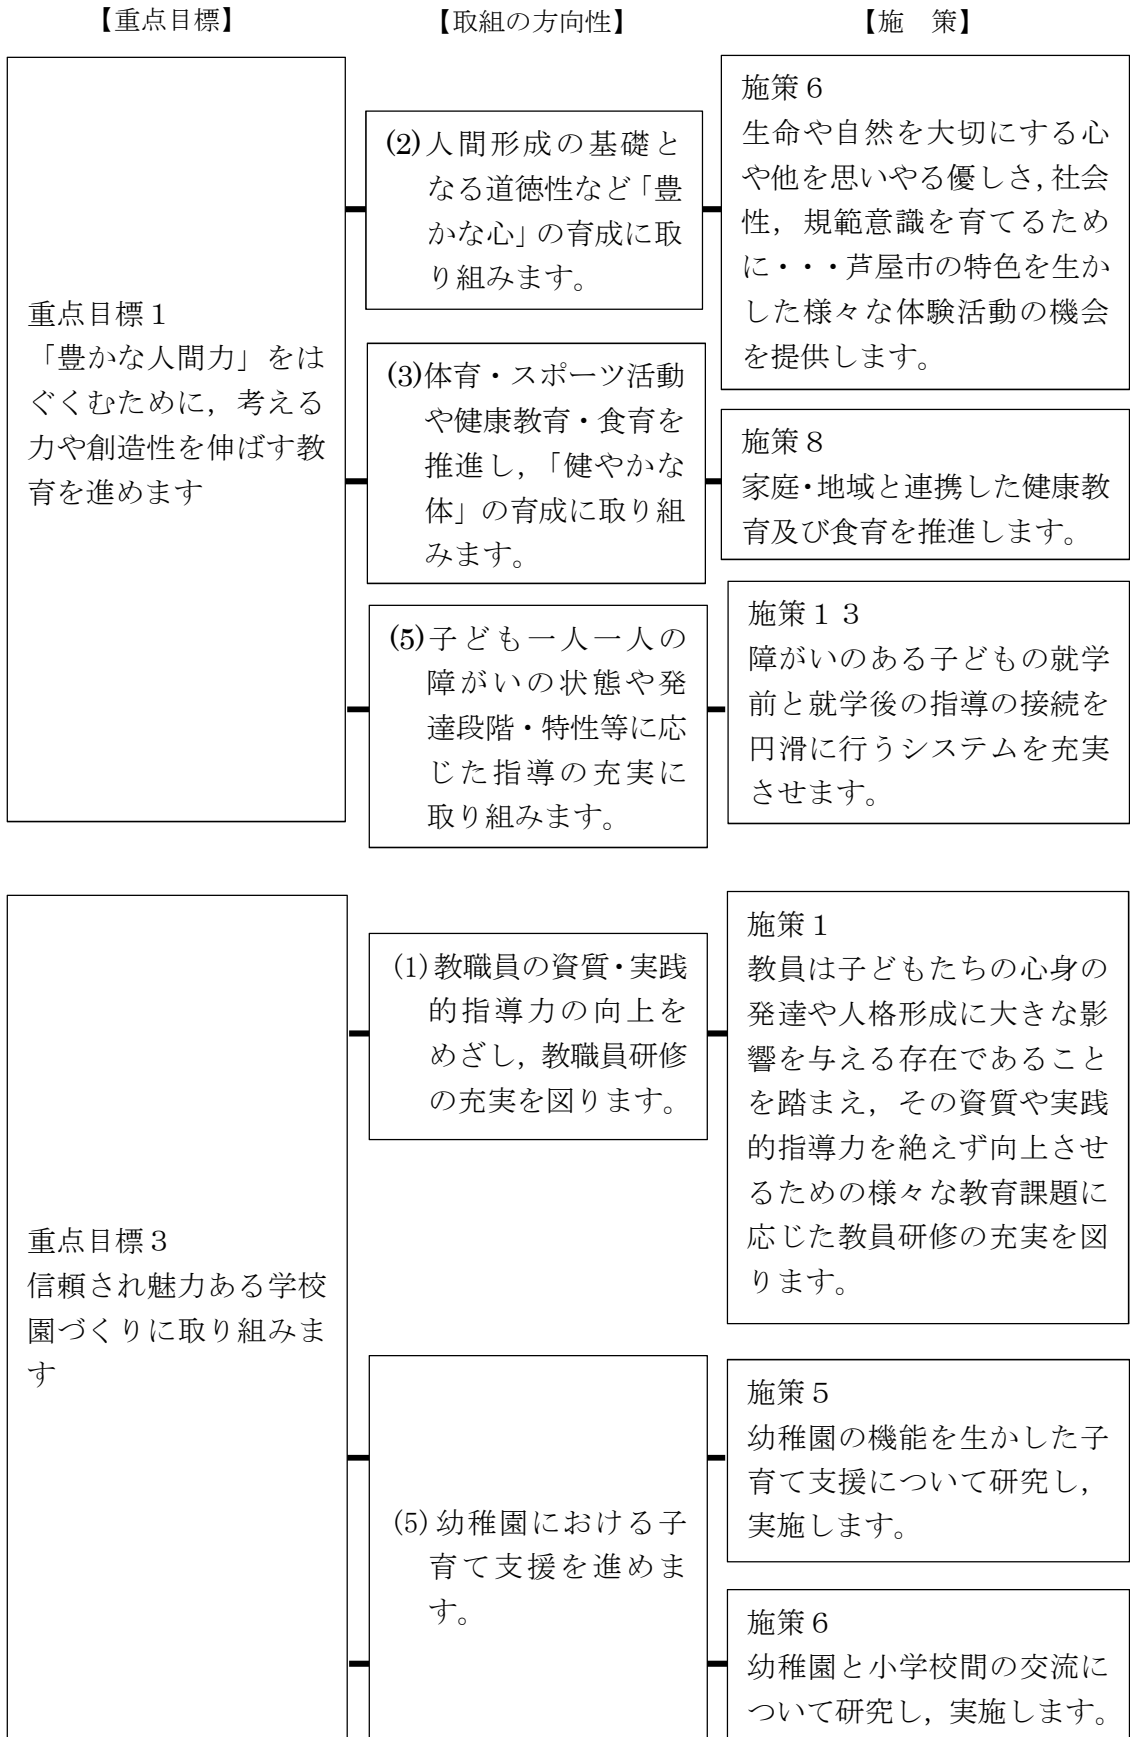 【重点目標】 【取組の方向性】 【施　策】
重点目標１
「豊かな人間力」をは
ぐくむために，考える
力や創造性を伸ばす教
育を進めます
(2)人間形成の基礎と
なる道徳性など「豊
かな心」の育成に取
り組みます。
施策６
生命や自然を大切にする心
や他を思いやる優しさ，社会
性，規範意識を育てるため
に・・・芦屋市の特色を生か
した様々な体験活動の機会
を提供します。
(3)体育・スポーツ活動
や健康教育・食育を
推進し，「健やかな
体」の育成に取り組
みます。
施策８
家庭・地域と連携した健康教
育及び食育を推進します。
(5)子ども一人一人の
障がいの状態や発
達段階・特性等に応
じた指導の充実に
取り組みます。
施策１３
障がいのある子どもの就学
前と就学後の指導の接続を
円滑に行うシステムを充実
させます。
重点目標３
信頼され魅力ある学校
園づくりに取り組みま
す
(1)教職員の資質・実践
的指導力の向上を
めざし，教職員研修
の充実を図ります。
施策１
教員は子どもたちの心身の
発達や人格形成に大きな影
響を与える存在であること
を踏まえ，その資質や実践
的指導力を絶えず向上させ
るための様々な教育課題に
応じた教員研修の充実を図
ります。
(5)幼稚園における子
育て支援を進めま
す。
施策５
幼稚園の機能を生かした子
育て支援について研究し，
実施します。
施策６
幼稚園と小学校間の交流に
ついて研究し，実施します。